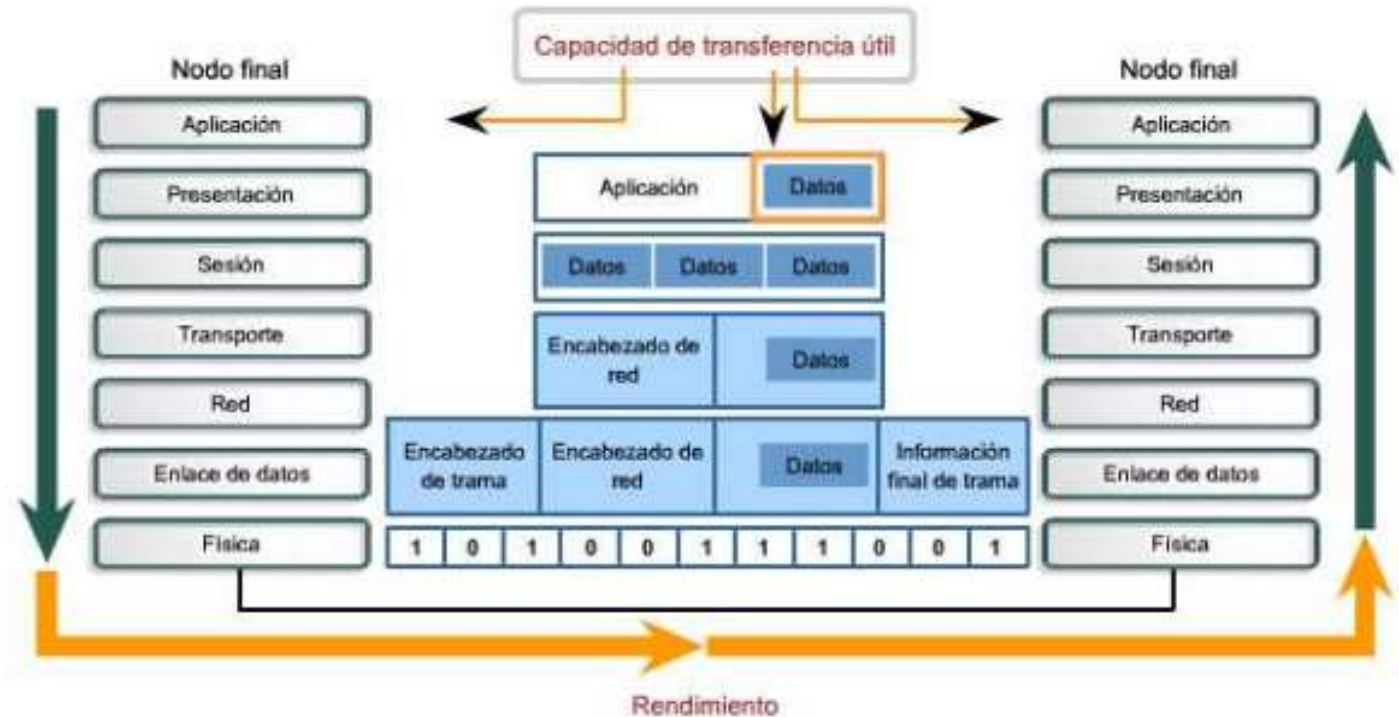 Capacidad de transferencia útil
Nodo final
Aplicación
Presentación
Sesión
Transporte
Red
Enlace de datos
Física
Aplicación
Datos
Datos
Datos
Datos
Encabezado de
red
Datos
Encabezado
de trama
Encabezado de
red
Datos
Información
final de trama
1 0 1 0 0 1 1 1 0 0 1
Nodo final
Aplicación
Presentación
Sesión
Transporte
Red
Enlace de datos
Física
Rendimiento